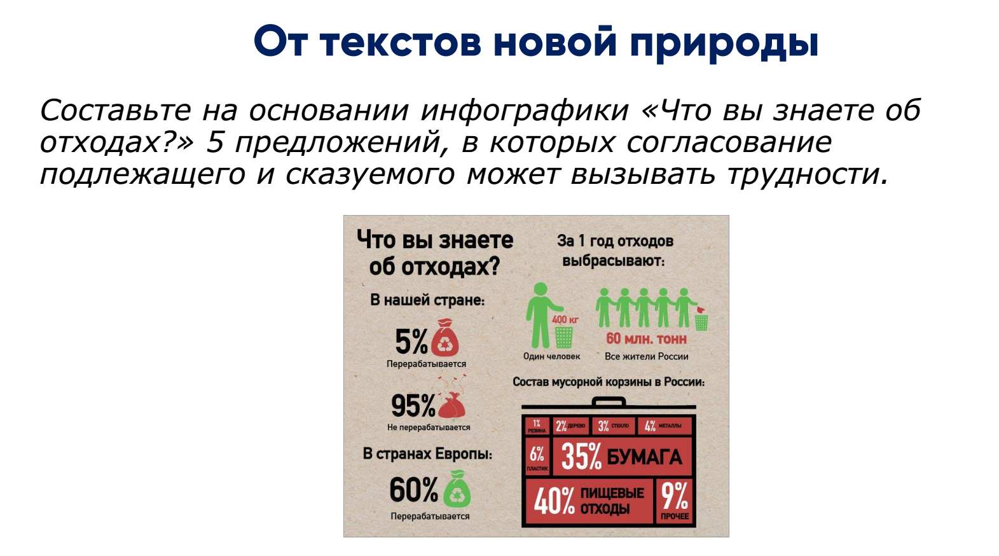 От текстов новой природы
Составьте на основании инфографики «Что вы знаете об
отходах?» 5 предложений, в которых согласование
подлежащего и сказуемого может вызывать трудности.
Что вы знаете
об отходах?
В нашей стране:
5%
Перерабатывается
95%
Не перерабатывается
В странах Европы:
60%
Перерабатывается
За 1 год отходов
выбрасывают:
400 кг
Один человек
60 млн. тонн
Все жители России
Состав мусорной корзины в России:
1%
РЕЗИНА
2% ДЕРЕВО
3% СТЕКЛО
4% МЕТАЛЛЫ
6%
ПЛАСТИК
35% БУМАГА
40% ПИЩЕВЫЕ
ОТХОДЫ
9%
ПРОЧЕЕ